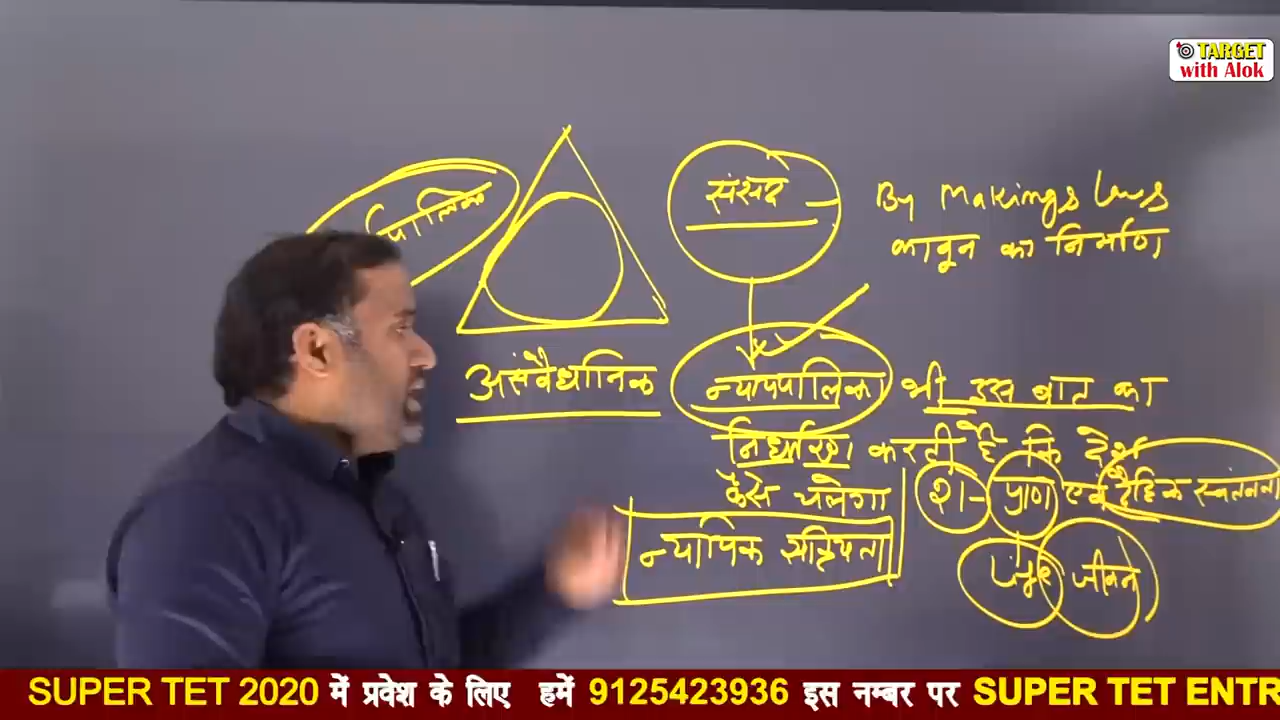 TARGET
with Alok
संसद
By Makings laws
कानून का निर्माण
असंवैधानिक
न्यायपालिका भी इस बात का
निर्धारण करती है कि देश
कैसे चलेगा
21 - प्राण एवं दैहिक स्वतंत्रता
न्यायिक सक्रियता
जीवन
SUPER TET 2020 में प्रवेश के लिए हमें 9125423936 इस नम्बर पर SUPER TET ENTR